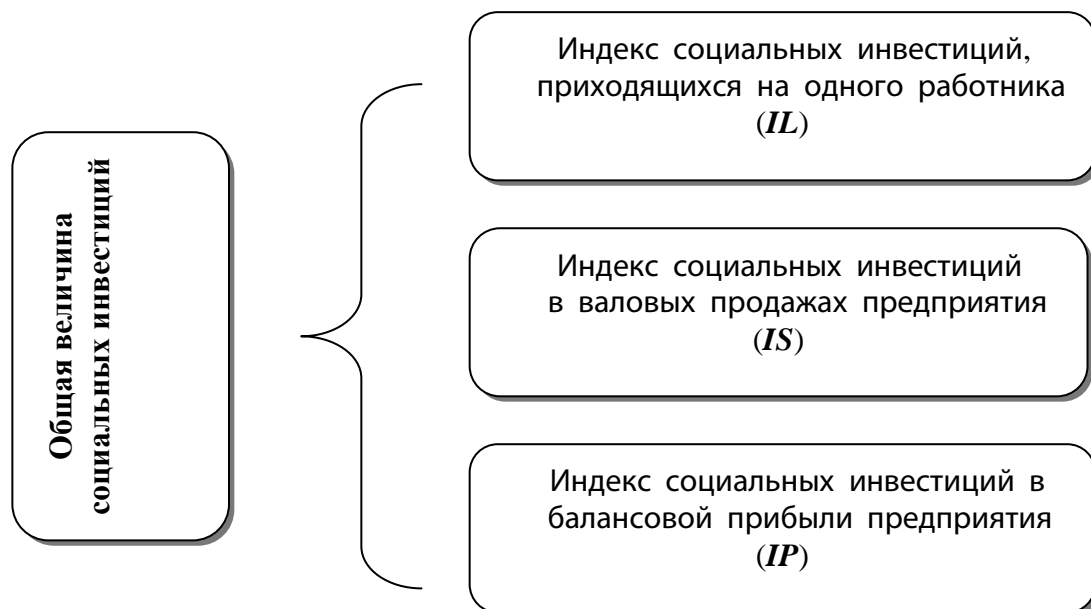 Общая величина
социальных инвестиций
Индекс социальных инвестиций,
приходящихся на одного работника
(IL)
Индекс социальных инвестиций
в валовых продажах предприятия
(IS)
Индекс социальных инвестиций в
балансовой прибыли предприятия
(IP)